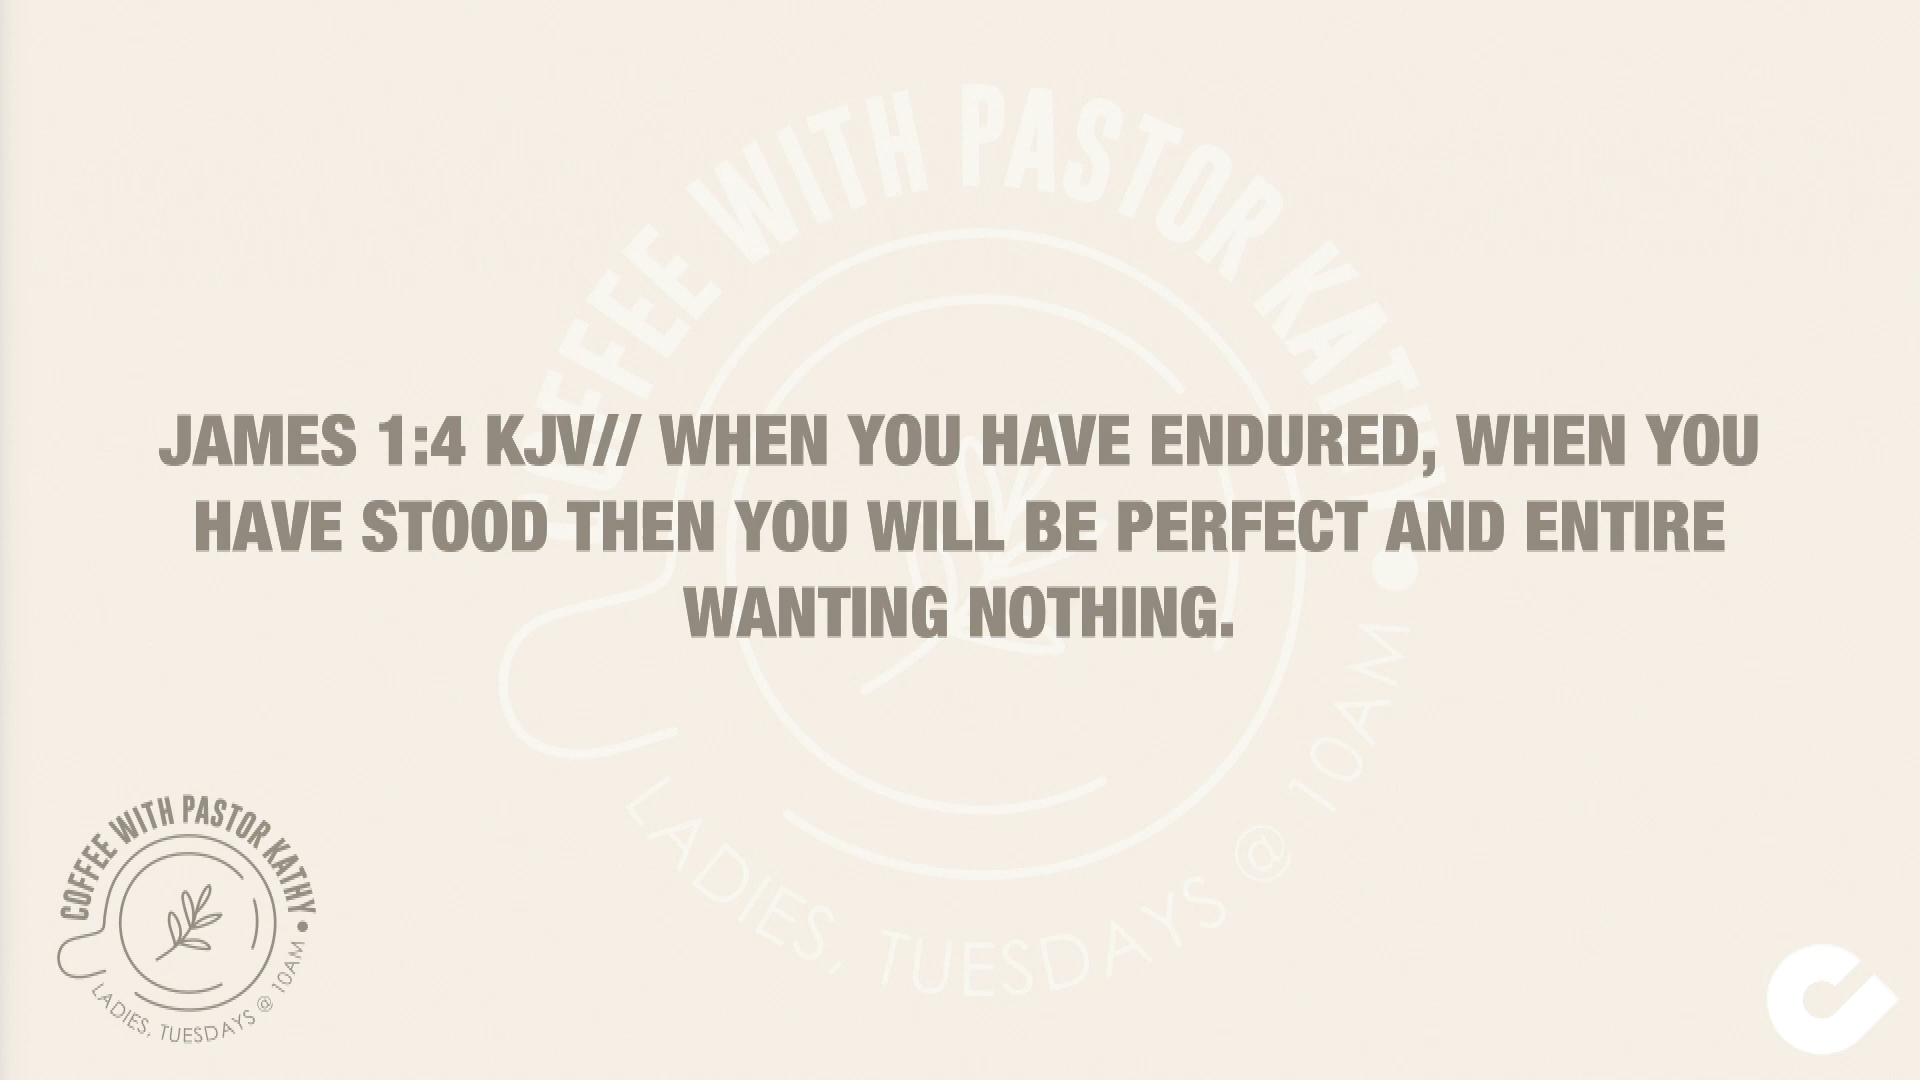 COFFEE WITH PASTOR KATHY
JAMES 1:4 KJV// WHEN YOU HAVE ENDURED, WHEN YOU
HAVE STOOD THEN YOU WILL BE PERFECT AND ENTIRE
WANTING NOTHING.
LADIES, TUESDAYS @ 10AM
COFFEE WITH PASTOR KATHY •
LADIES, TUESDAYS @ 10AM